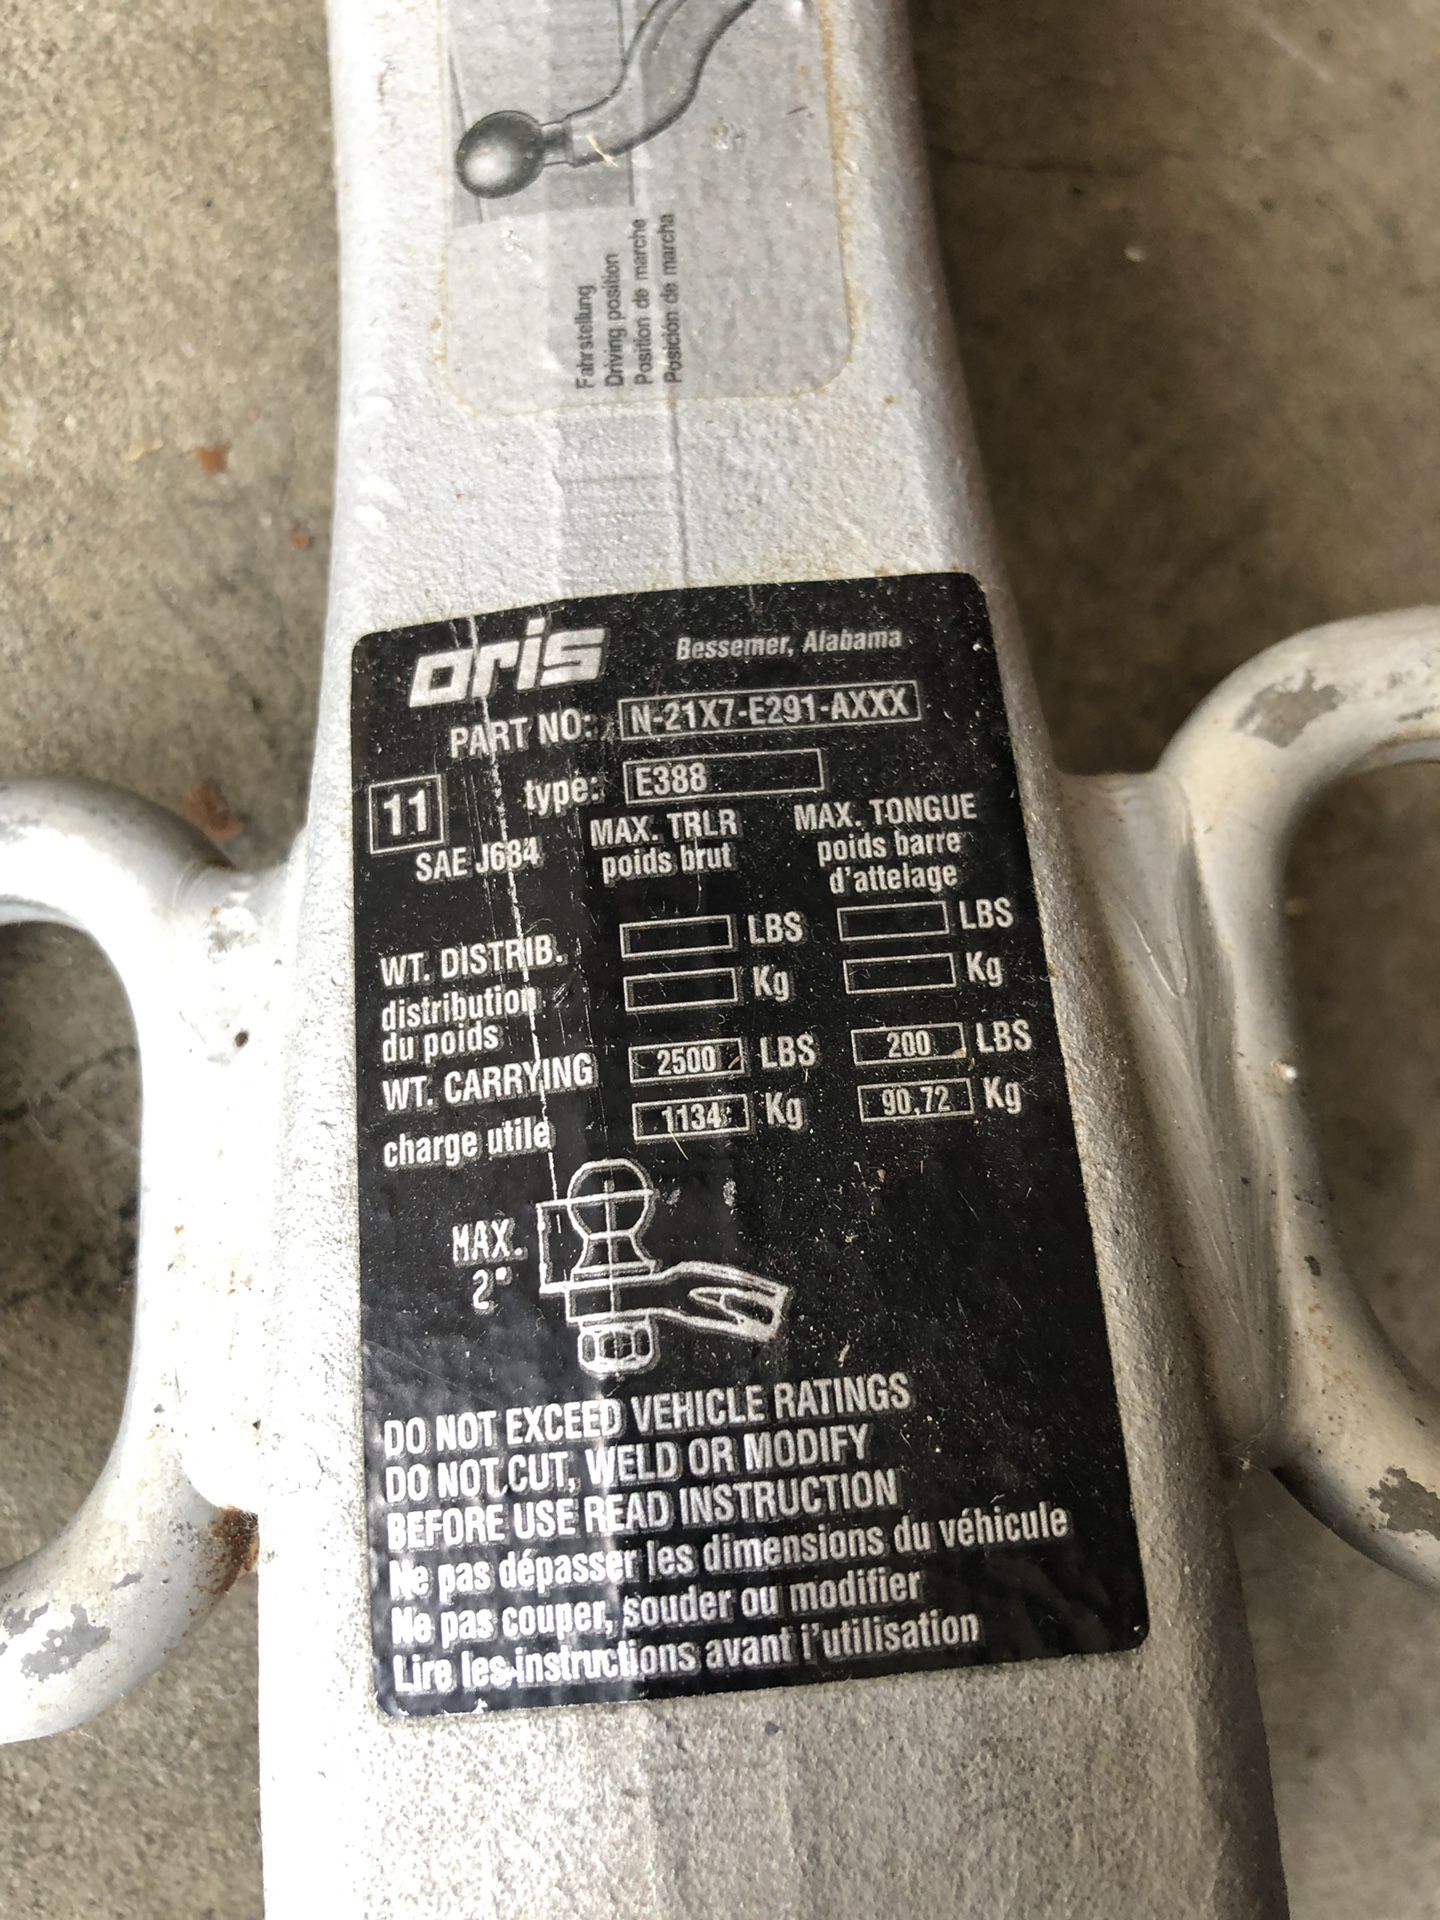 Fahrstellung
Driving position
Position de marche
Posición de marcha
oris Bessemer, Alabama
PART NO: N-21X7-E291-AXXX
11 type: E388
SAE J684 MAX. TRLR MAX. TONGUE
poids brut poids barre
d'attelage
WT. DISTRIB. LBS LBS
distribution Kg Kg
du poids
WT. CARRYING 2500 LBS 200 LBS
charge utile 1134 Kg 90,72 Kg
MAX.
2"
DO NOT EXCEED VEHICLE RATINGS
DO NOT CUT, WELD OR MODIFY
BEFORE USE READ INSTRUCTION
Ne pas dépasser les dimensions du véhicule
Ne pas couper, souder ou modifier
Lire les instructions avant l'utilisation